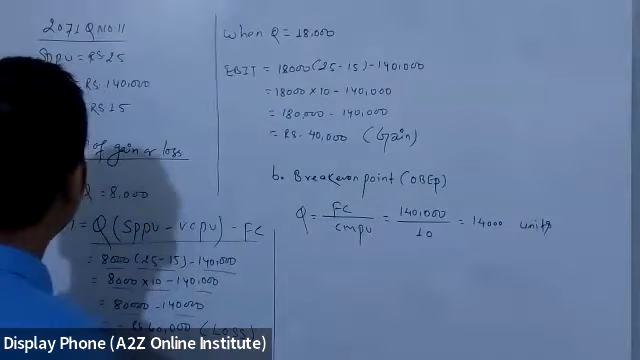 2071 Q NO.11
SPPU = RS. 25
RS. 140,000
RS. 15
of gain or loss
Q = 8,000
= Q (SPPU - VCPU) - FC
= 8000 (25-15) - 140,000
= 8000 × 10 - 140,000
= 80000 - 140000
60,000 (Loss)
When Q = 18,000
EBIT = 18000 (25-15) - 140,000
= 18000 × 10 - 140,000
= 180,000 - 140,000
= RS. 40,000 (Gain)
b. Breakeven point (OBEP)
Q = FC / CMPU = 140,000 / 10 = 14000 units
Display Phone (A2Z Online Institute)